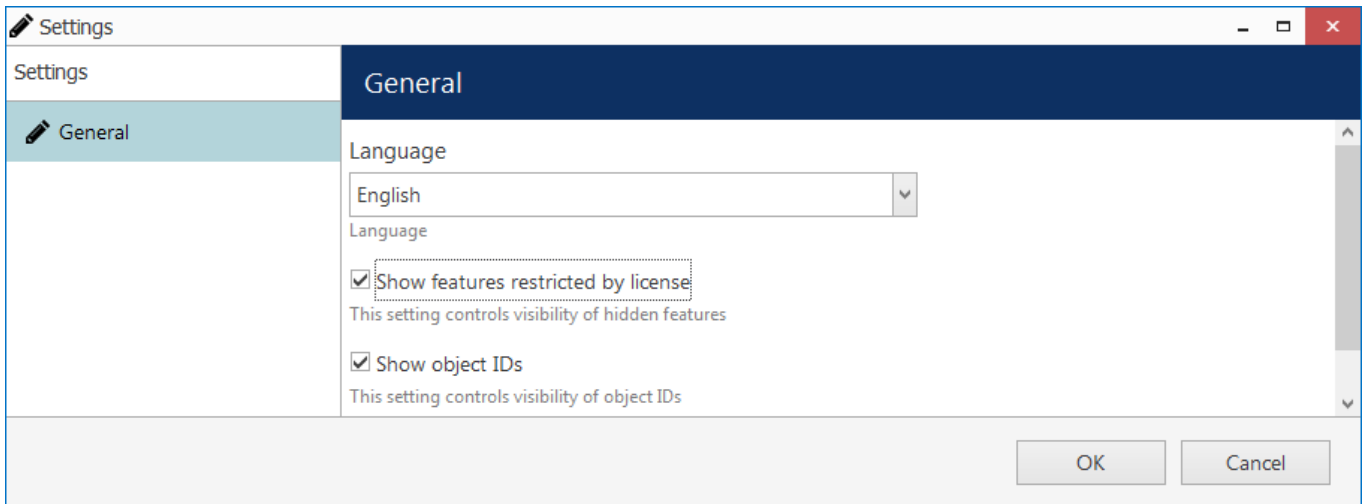 Settings
Settings
General
General
Language
English
Language
Show features restricted by license
This setting controls visibility of hidden features
Show object IDs
This setting controls visibility of object IDs
OK
Cancel